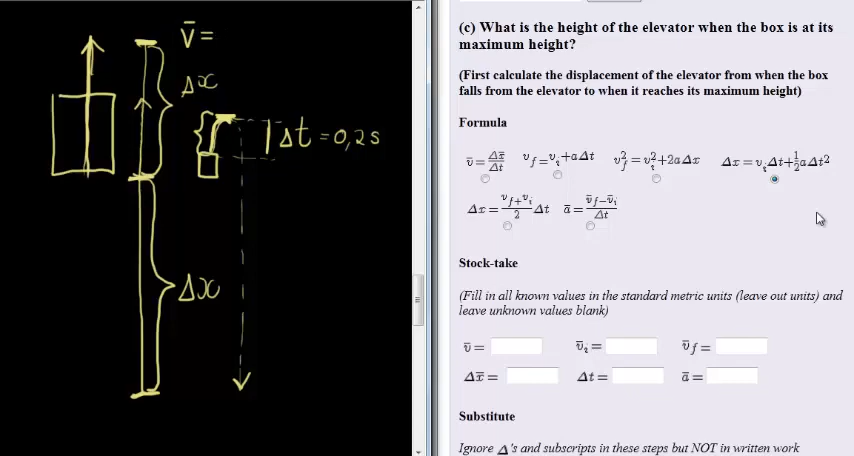 v̄ =
Δx
Δt = 0,2s
Δx
(c) What is the height of the elevator when the box is at its
maximum height?
(First calculate the displacement of the elevator from when the box
falls from the elevator to when it reaches its maximum height)
Formula
v̄ = Δx̄/Δt v_f = v_i + aΔt v_f² = v_i² + 2aΔx Δx = v_iΔt + ½aΔt²
Δx = (v_f + v_i)/2 Δt ā = (v̄_f − v̄_i)/Δt
Stock-take
(Fill in all known values in the standard metric units (leave out units) and
leave unknown values blank)
v̄ = v̄_i = v̄_f =
Δx̄ = Δt = ā =
Substitute
Ignore Δ's and subscripts in these steps but NOT in written work